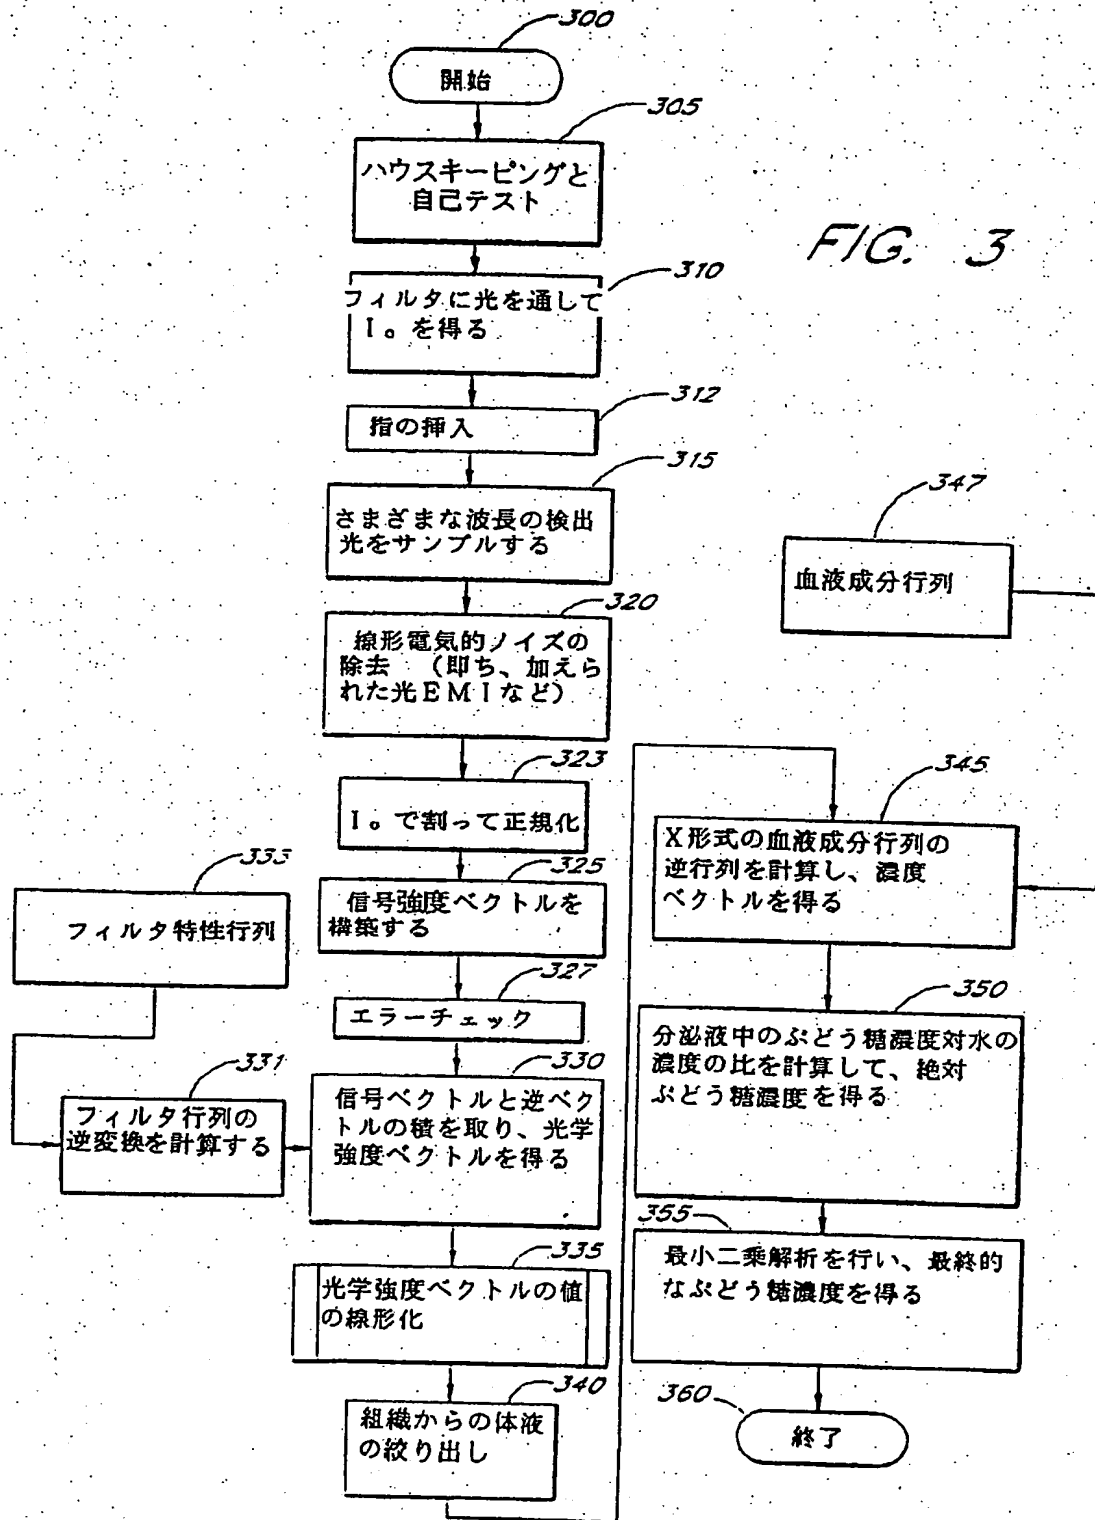 300
開始
305
ハウスキーピングと
自己テスト
FIG. 3
310
フィルタに光を通して
I₀を得る
312
指の挿入
315
さまざまな波長の検出
光をサンプルする
320
線形電気的ノイズの
除去 (即ち、加えら
れた光EMIなど)
323
I₀で割って正規化
325
信号強度ベクトルを
構築する
327
エラーチェック
333
フィルタ特性行列
331
フィルタ行列の
逆変換を計算する
330
信号ベクトルと逆ベク
トルの積を取り、光学
強度ベクトルを得る
335
光学強度ベクトルの値
の線形化
340
組織からの体液
の絞り出し
347
血液成分行列
345
X形式の血液成分行列の
逆行列を計算し、濃度
ベクトルを得る
350
分泌液中のぶどう糖濃度対水の
濃度の比を計算して、絶対
ぶどう糖濃度を得る
355
最小二乗解析を行い、最終的
なぶどう糖濃度を得る
360
終了